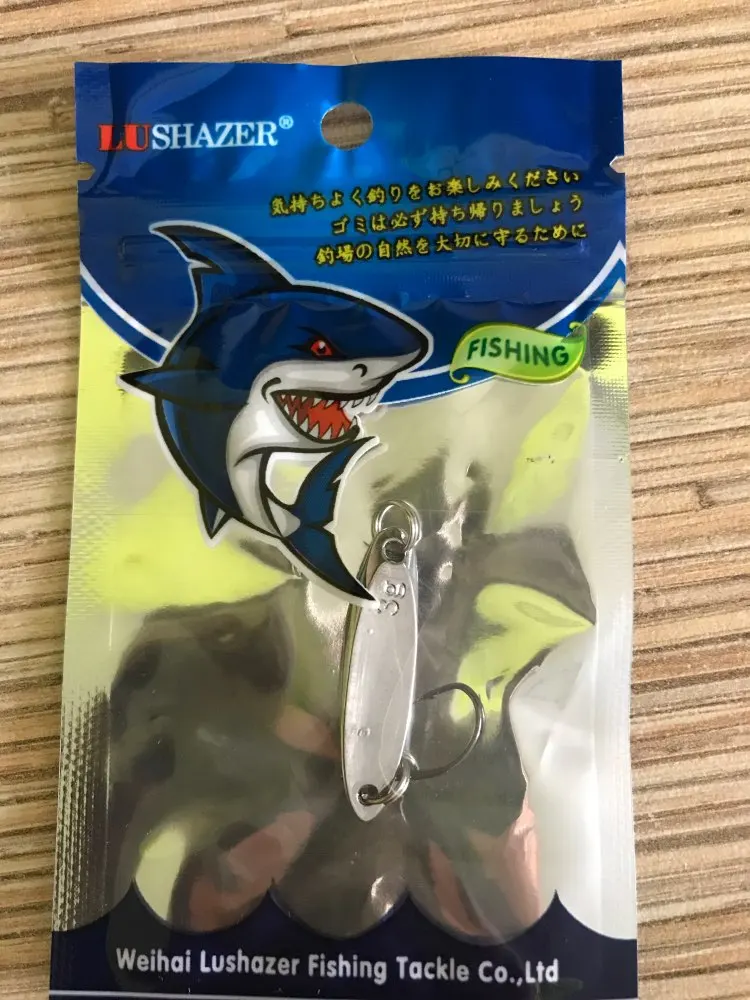 LUSHAZER®
気持ちよく釣りをお楽しみください
ゴミは必ず持ち帰りましょう
釣場の自然を大切に守るために
FISHING
Weihai Lushazer Fishing Tackle Co.,Ltd